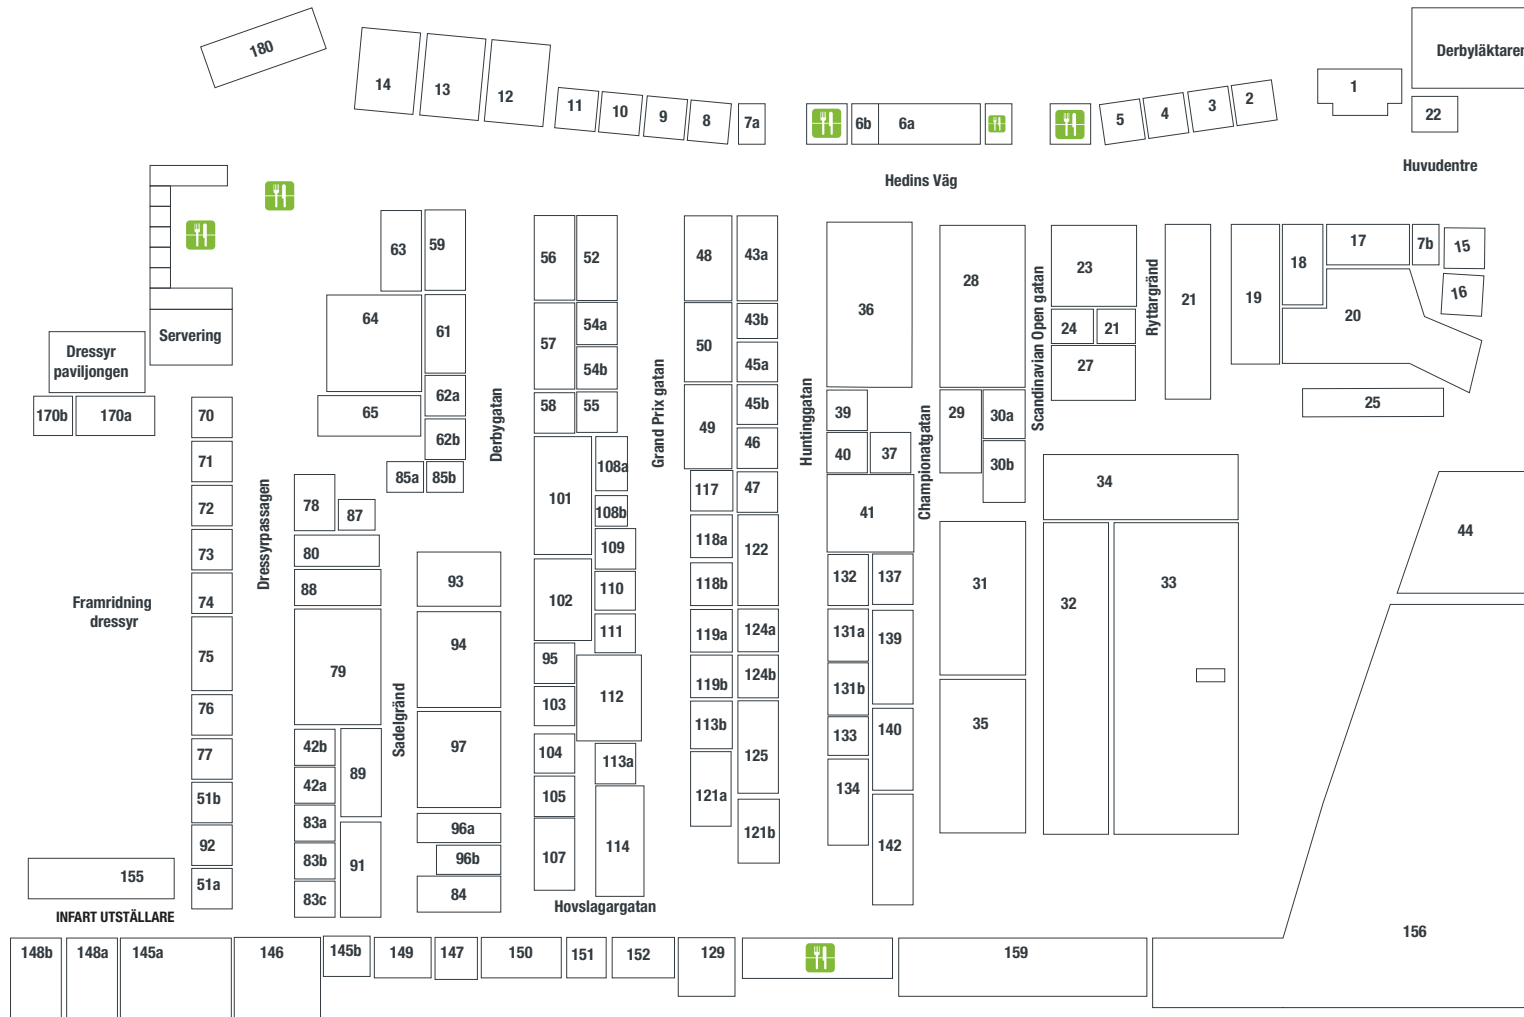 180
14
13
12
11
10
9
8
7a
6b
6a
5
4
3
2
1
Derbyläktaren
22
Hedins Väg
Huvudentre
63
59
56
52
48
43a
36
28
23
21
19
18
17
7b
15
16
20
64
61
57
54a
54b
50
43b
45a
24
21
27
25
Servering
Dressyr
paviljongen
170b
170a
65
62a
62b
58
55
49
45b
46
39
40
37
29
30a
30b
34
44
Derbygatan
Grand Prix gatan
Huntinggatan
Championatgatan
Scandinavian Open gatan
Ryttargränd
70
71
72
73
74
75
76
77
51b
92
51a
Dressyrpassagen
85a
85b
78
87
80
88
79
101
108a
108b
109
110
111
102
95
103
112
117
47
118a
118b
122
41
132
137
31
32
33
Framridning
dressyr
93
94
97
Sadelgränd
119a
119b
124a
124b
131a
131b
139
113b
125
133
140
35
42b
42a
89
83a
83b
83c
91
104
105
107
113a
114
121a
121b
134
142
96a
96b
84
155
INFART UTSTÄLLARE
Hovslagargatan
148b
148a
145a
146
145b
149
147
150
151
152
129
159
156